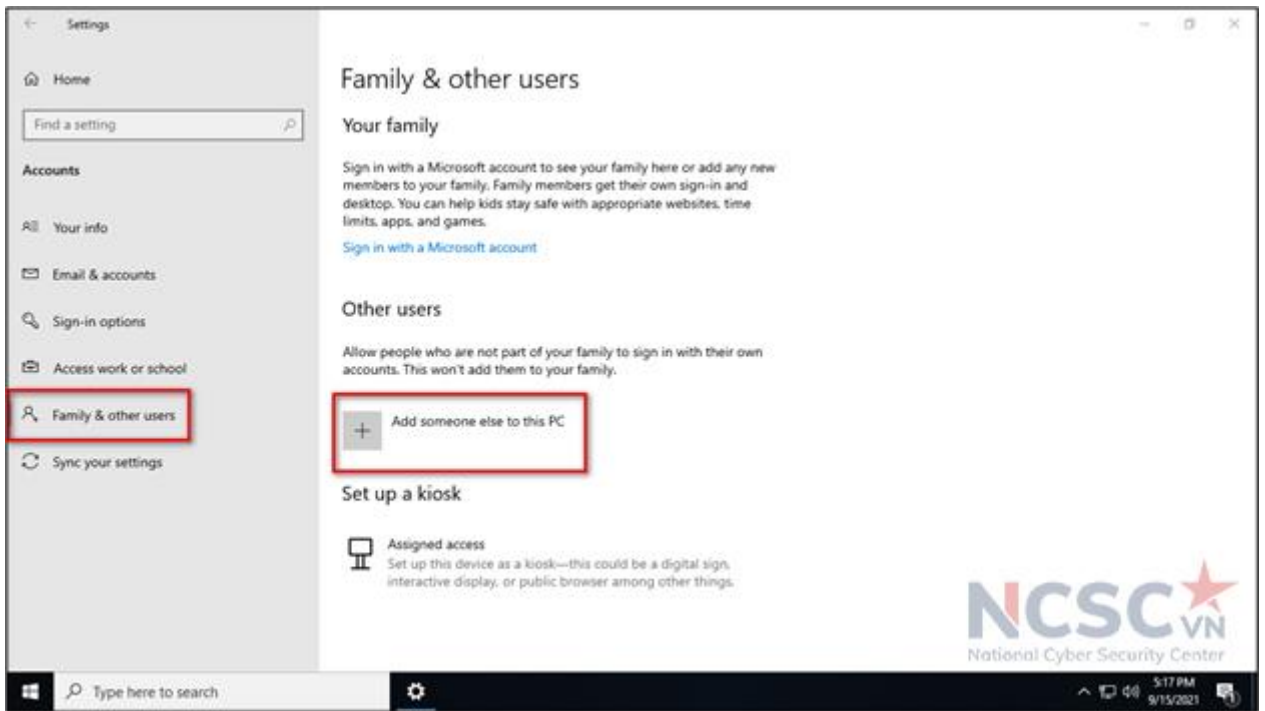 Settings
Home
Find a setting
Accounts
Your info
Email & accounts
Sign-in options
Access work or school
Family & other users
Sync your settings
Family & other users
Your family
Sign in with a Microsoft account to see your family here or add any new
members to your family. Family members get their own sign-in and
desktop. You can help kids stay safe with appropriate websites, time
limits, apps, and games.
Sign in with a Microsoft account
Other users
Allow people who are not part of your family to sign in with their own
accounts. This won't add them to your family.
Add someone else to this PC
Set up a kiosk
Assigned access
Set up this device as a kiosk—this could be a digital sign,
interactive display, or public browser among other things.
NCSC VN
National Cyber Security Center
Type here to search
5:17 PM
9/15/2021
1